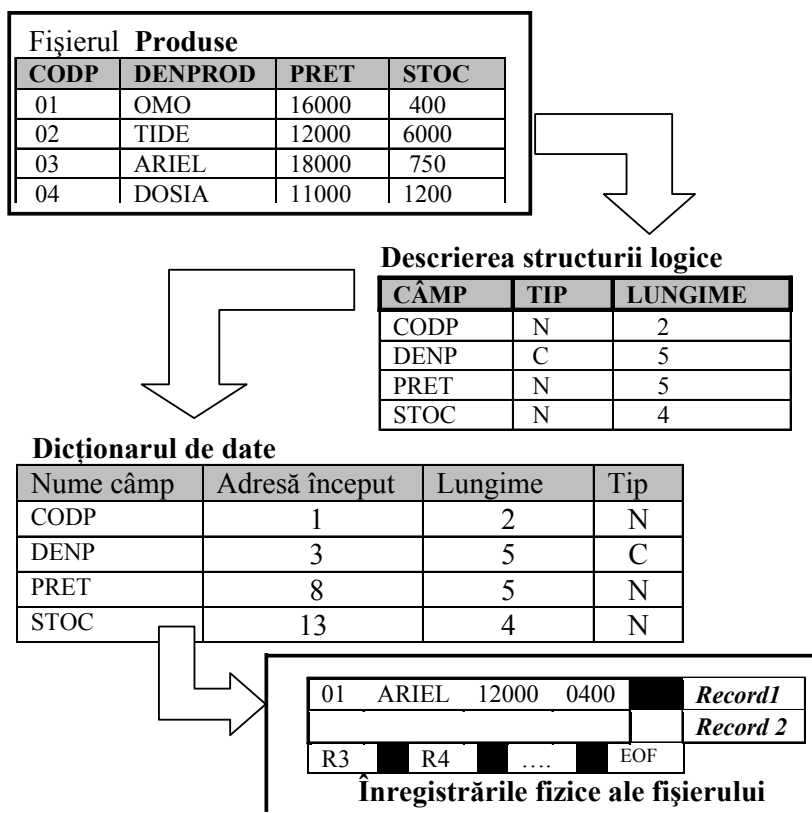 Fişierul Produse
CODP DENPROD PRET STOC
01 OMO 16000 400
02 TIDE 12000 6000
03 ARIEL 18000 750
04 DOSIA 11000 1200
Descrierea structurii logice
CÂMP TIP LUNGIME
CODP N 2
DENP C 5
PRET N 5
STOC N 4
Dicţionarul de date
Nume câmp Adresă început Lungime Tip
CODP 1 2 N
DENP 3 5 C
PRET 8 5 N
STOC 13 4 N
01 ARIEL 12000 0400 Record1
Record 2
R3 R4 .... EOF
Înregistrările fizice ale fişierului